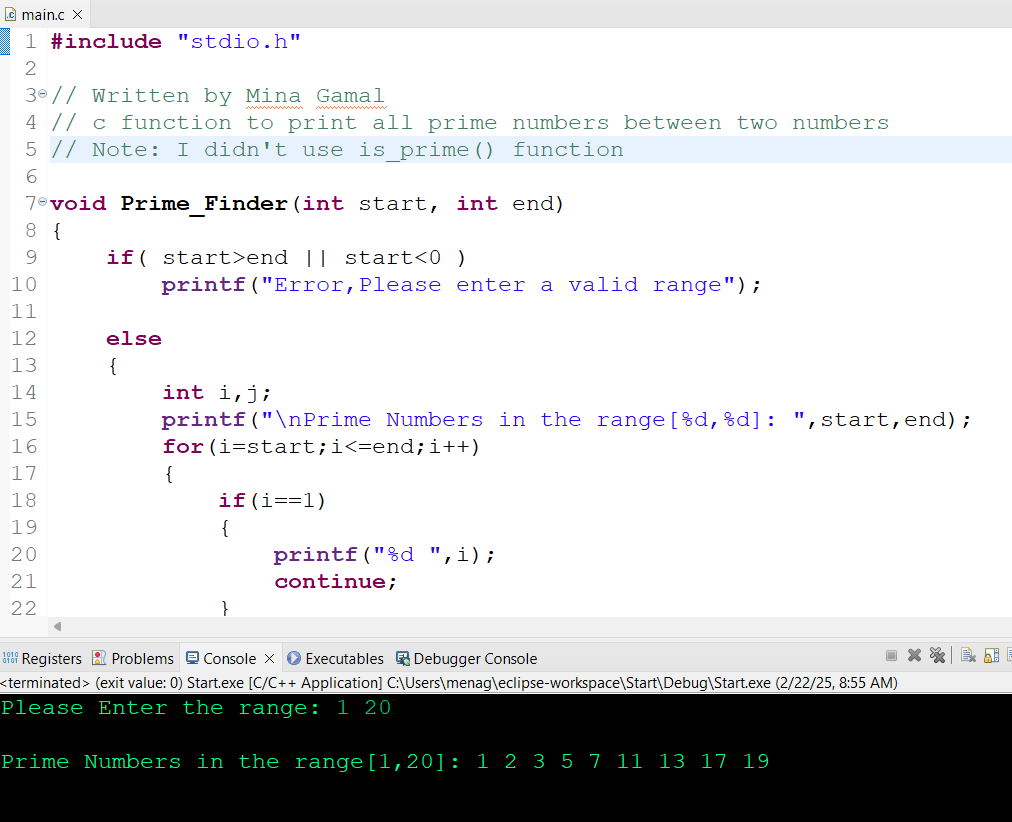 main.c
1 #include "stdio.h"
2
3 // Written by Mina Gamal
4 // c function to print all prime numbers between two numbers
5 // Note: I didn't use is_prime() function
6
7 void Prime_Finder(int start, int end)
8 {
9 if( start>end || start<0 )
10 printf("Error,Please enter a valid range");
11
12 else
13 {
14 int i,j;
15 printf("\nPrime Numbers in the range[%d,%d]: ",start,end);
16 for(i=start;i<=end;i++)
17 {
18 if(i==1)
19 {
20 printf("%d ",i);
21 continue;
22 }
Registers Problems Console Executables Debugger Console
<terminated> (exit value: 0) Start.exe [C/C++ Application] C:\Users\menag\eclipse-workspace\Start\Debug\Start.exe (2/22/25, 8:55 AM)
Please Enter the range: 1 20
Prime Numbers in the range[1,20]: 1 2 3 5 7 11 13 17 19